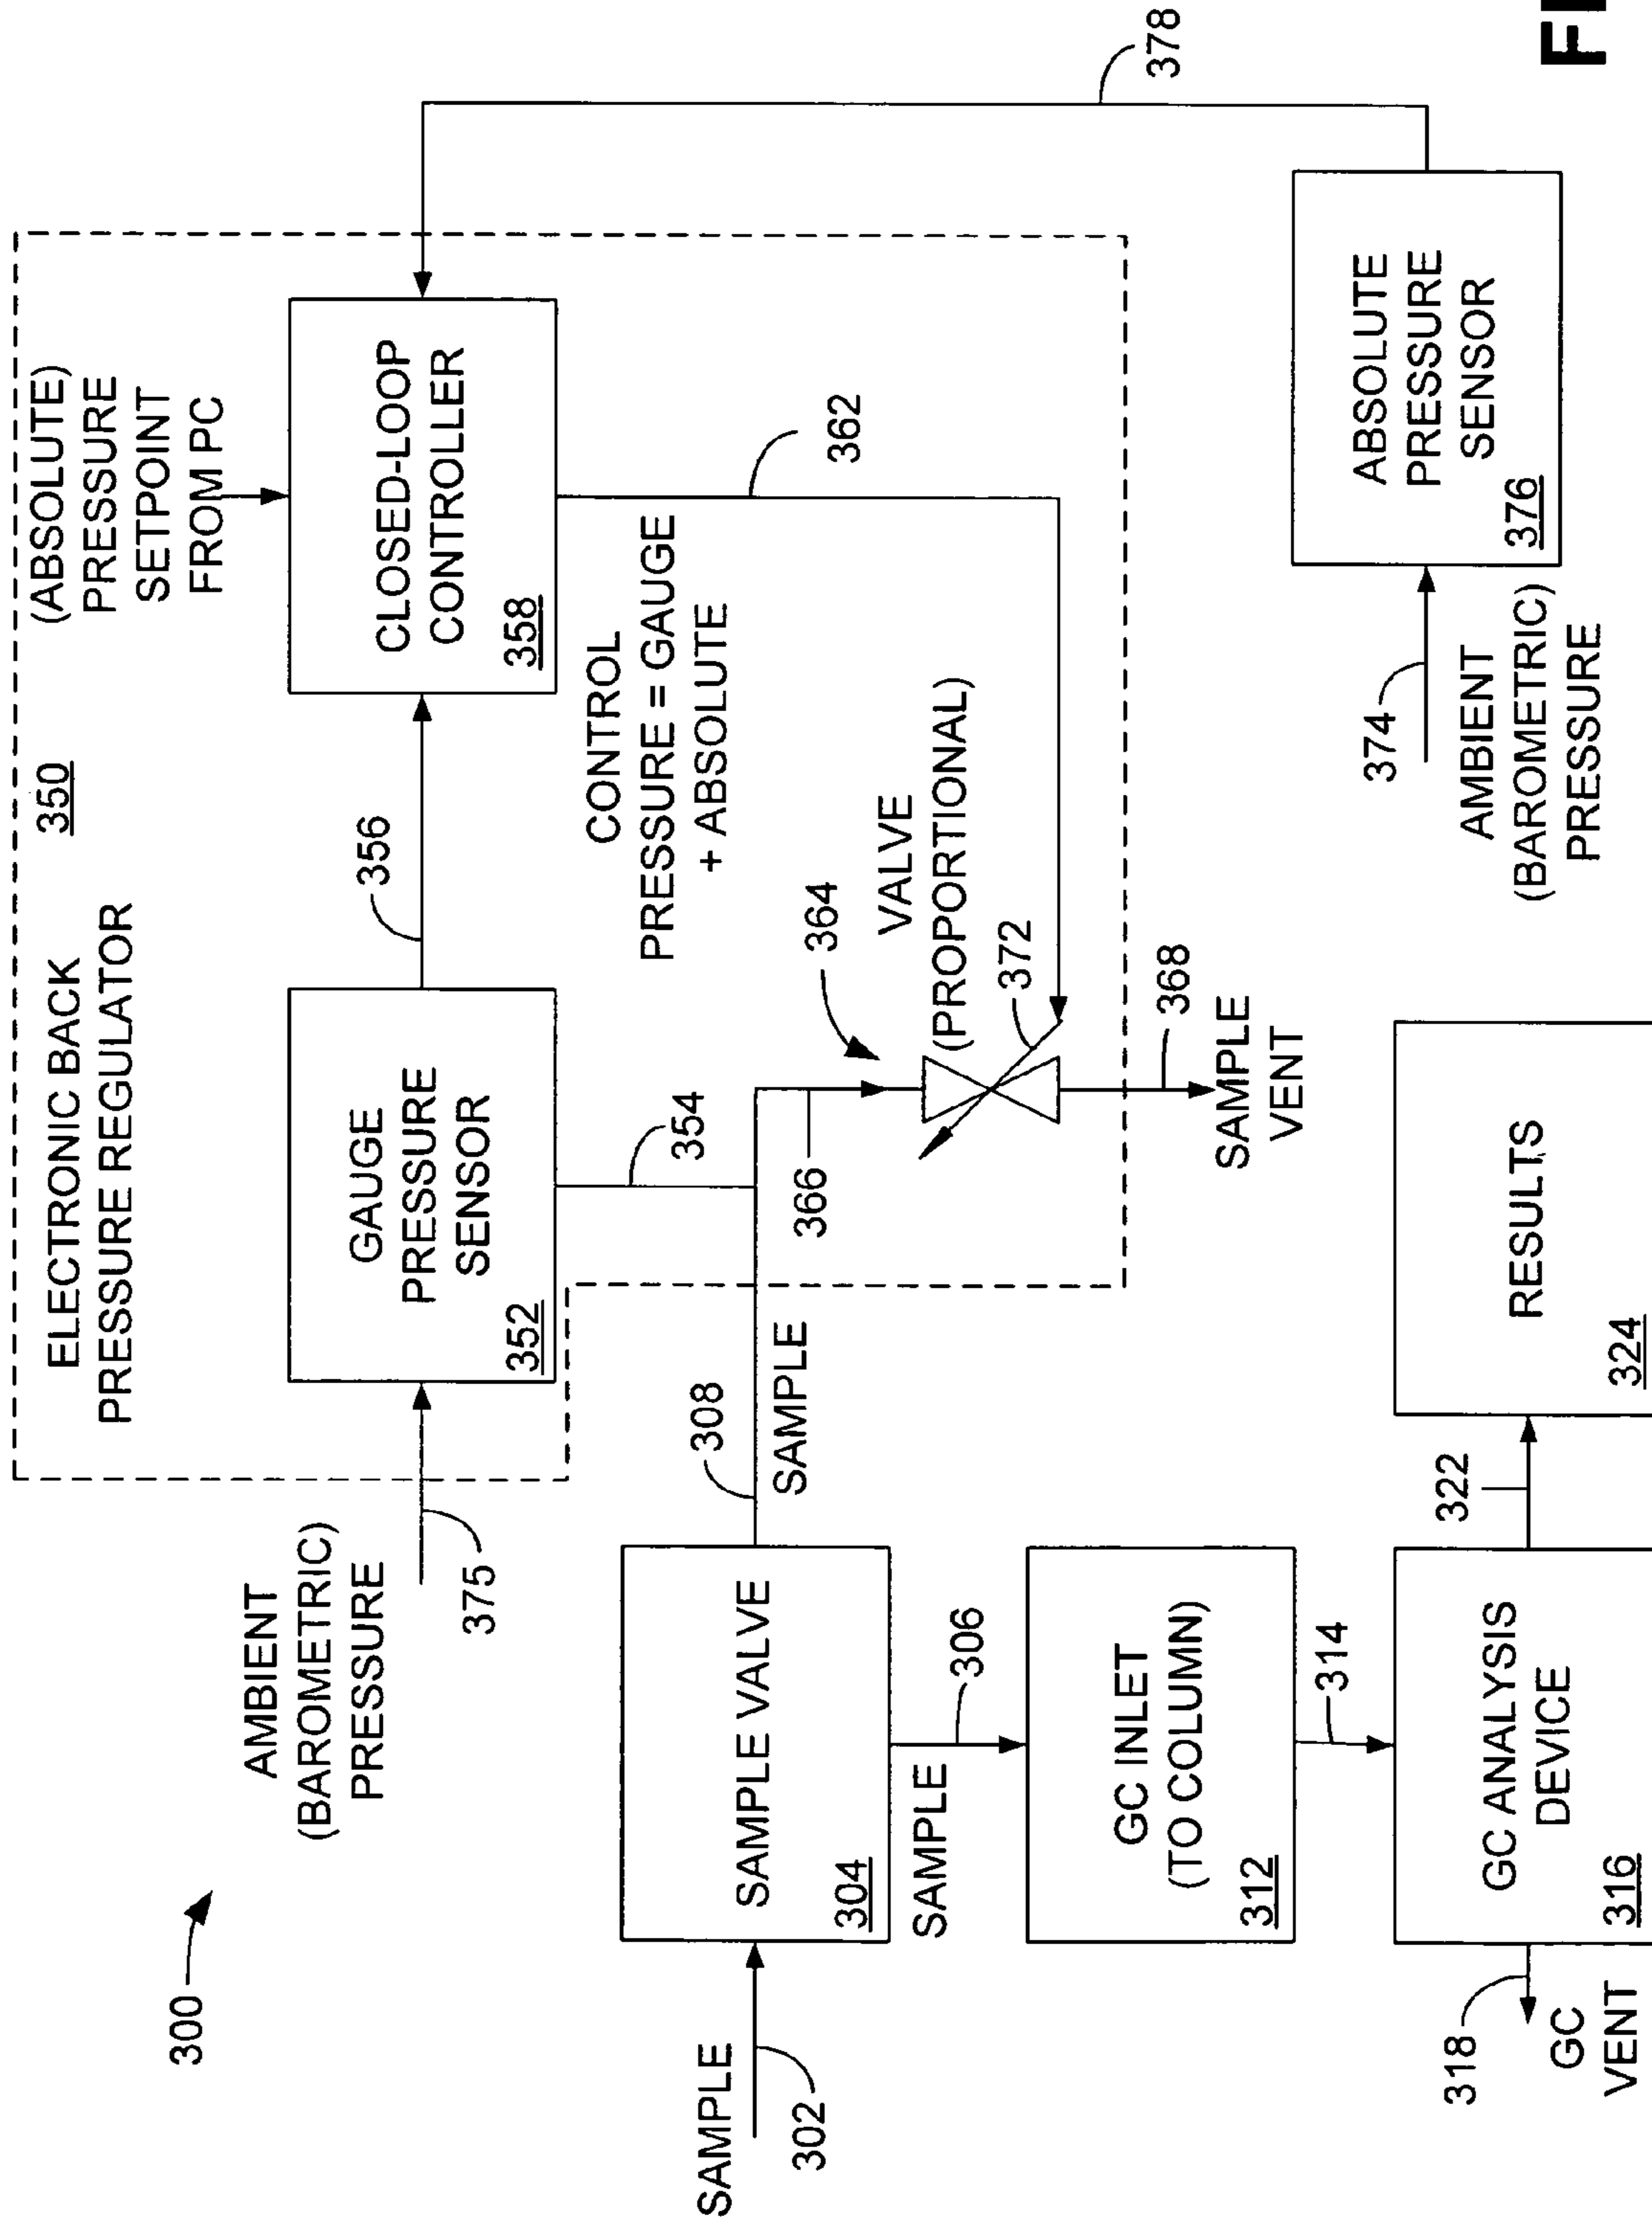 300
ELECTRONIC BACK
PRESSURE REGULATOR
350
(ABSOLUTE)
PRESSURE
SETPOINT
FROM PC
AMBIENT
(BAROMETRIC)
PRESSURE
375
GAUGE
PRESSURE
SENSOR
352
356
CLOSED-LOOP
CONTROLLER
358
378
354
CONTROL
PRESSURE = GAUGE
+ ABSOLUTE
362
SAMPLE
302
SAMPLE VALVE
304
308
SAMPLE
366
364
VALVE
(PROPORTIONAL)
372
368
SAMPLE
VENT
SAMPLE
306
GC INLET
(TO COLUMN)
312
314
374
AMBIENT
(BAROMETRIC)
PRESSURE
ABSOLUTE
PRESSURE
SENSOR
376
318
GC
VENT
GC ANALYSIS
DEVICE
316
322
RESULTS
324